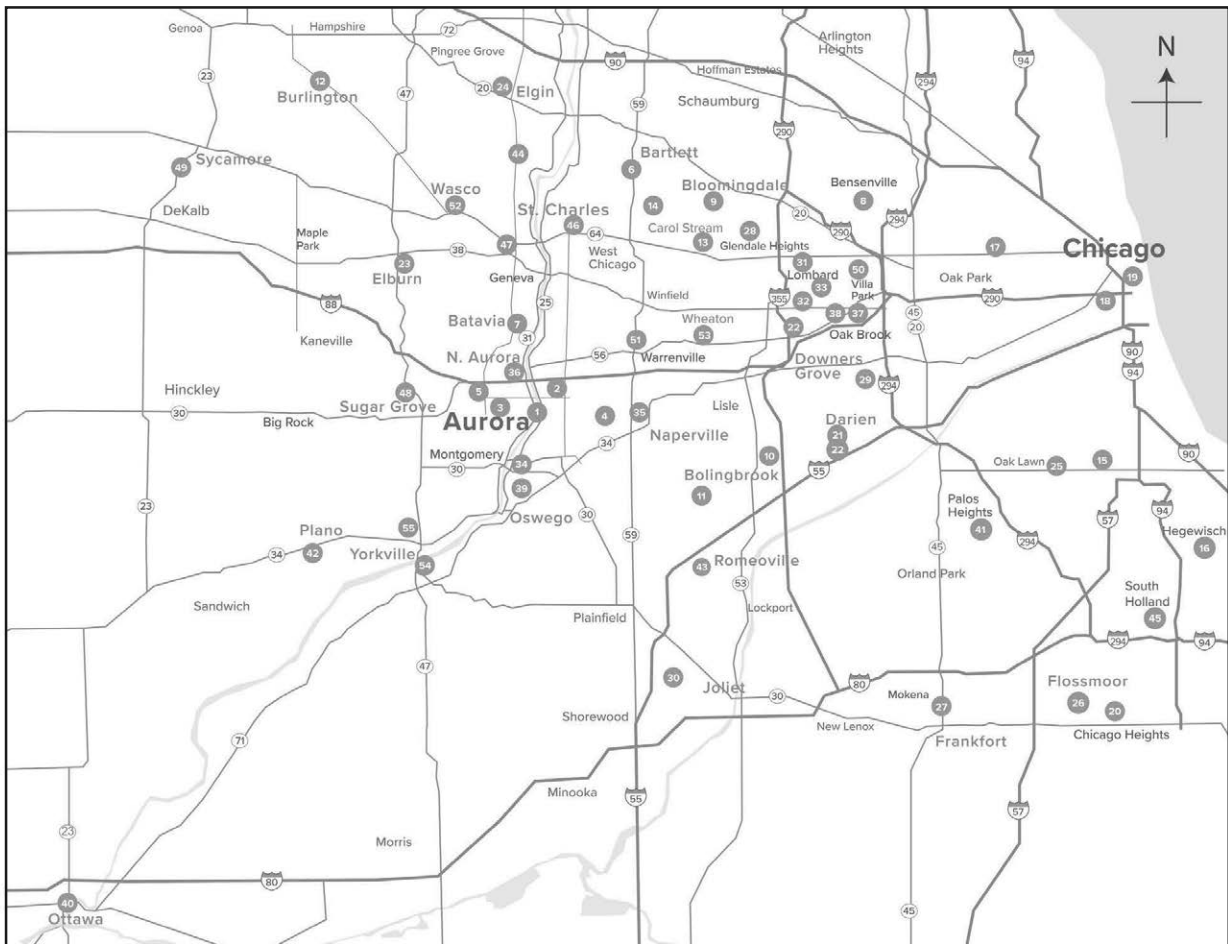 Genoa
Hampshire
72
Arlington
Heights
94
N
Pingree Grove
90
Hoffman Estates
23
12
Burlington
47
20
24
Elgin
59
Schaumburg
294
290
44
Bartlett
49
Sycamore
6
Wasco
52
Bloomingdale
14
9
Bensenville
8
DeKalb
St. Charles
46
20
294
Maple
Park
Carol Stream
13
28
Glendale Heights
290
64
38
47
West
Chicago
17
Chicago
23
Elburn
Geneva
31
Lombard
50
Villa
Park
Oak Park
19
88
25
Winfield
355
33
32
290
18
Batavia
7
31
Wheaton
53
38
37
45
20
22
Oak Brook
Kaneville
51
Warrenville
56
N. Aurora
36
Downers
Grove
29
90
94
294
Hinckley
48
5
2
Sugar Grove
3
1
4
35
Lisle
30
Big Rock
Aurora
Naperville
Darien
21
22
34
Montgomery
30
34
10
Bolingbrook
55
Oak Lawn
25
15
90
39
11
23
Oswego
30
Palos
Heights
41
57
94
Plano
55
59
294
Hegewisch
16
34
42
Yorkville
54
43
Romeoville
45
Orland Park
53
South
Holland
45
Sandwich
Plainfield
Lockport
294
94
47
30
Joliet
80
Flossmoor
26
20
30
Mokena
27
Shorewood
New Lenox
Chicago Heights
71
Frankfort
Minooka
55
57
23
Morris
80
40
Ottawa
45